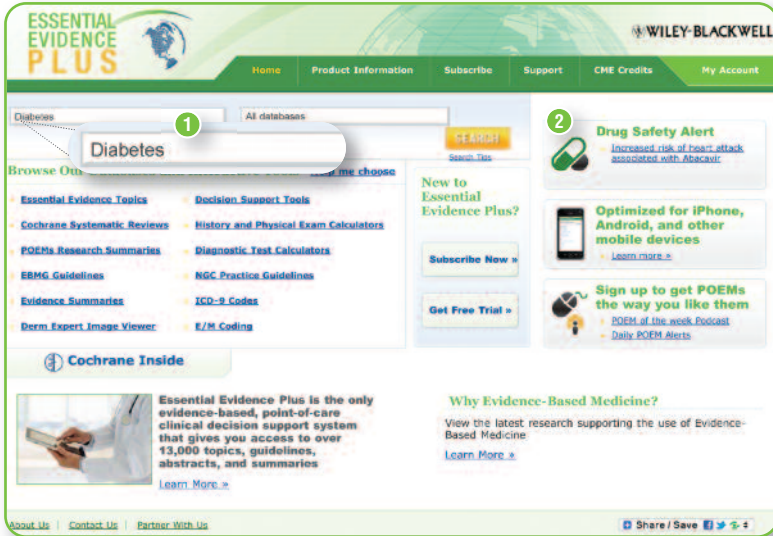 ESSENTIAL
EVIDENCE
PLUS
WILEY-BLACKWELL
Home Product Information Subscribe Support CME Credits My Account
Diabetes
1
All databases
Diabetes
SEARCH
Search Tips
Browse Our
me choose
Essential Evidence Topics
Cochrane Systematic Reviews
POEMs Research Summaries
EBMG Guidelines
Evidence Summaries
Derm Expert Image Viewer
Decision Support Tools
History and Physical Exam Calculators
Diagnostic Test Calculators
NGC Practice Guidelines
ICD-9 Codes
E/M Coding
New to
Essential
Evidence Plus?
Subscribe Now »
Get Free Trial »
2
Drug Safety Alert
Increased risk of heart attack
associated with Abacavir
Optimized for iPhone,
Android, and other
mobile devices
Learn more »
Sign up to get POEMs
the way you like them
POEM of the week Podcast
Daily POEM Alerts
Cochrane Inside
Essential Evidence Plus is the only
evidence-based, point-of-care
clinical decision support system
that gives you access to over
13,000 topics, guidelines,
abstracts, and summaries
Learn More »
Why Evidence-Based Medicine?
View the latest research supporting the use of Evidence-
Based Medicine
Learn More »
About Us | Contact Us | Partner With Us
Share / Save